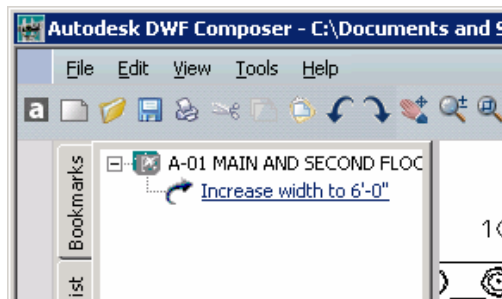 Autodesk DWF Composer - C:\Documents and S
File Edit View Tools Help
a
Bookmarks
A-01 MAIN AND SECOND FLOC
Increase width to 6'-0"
ist